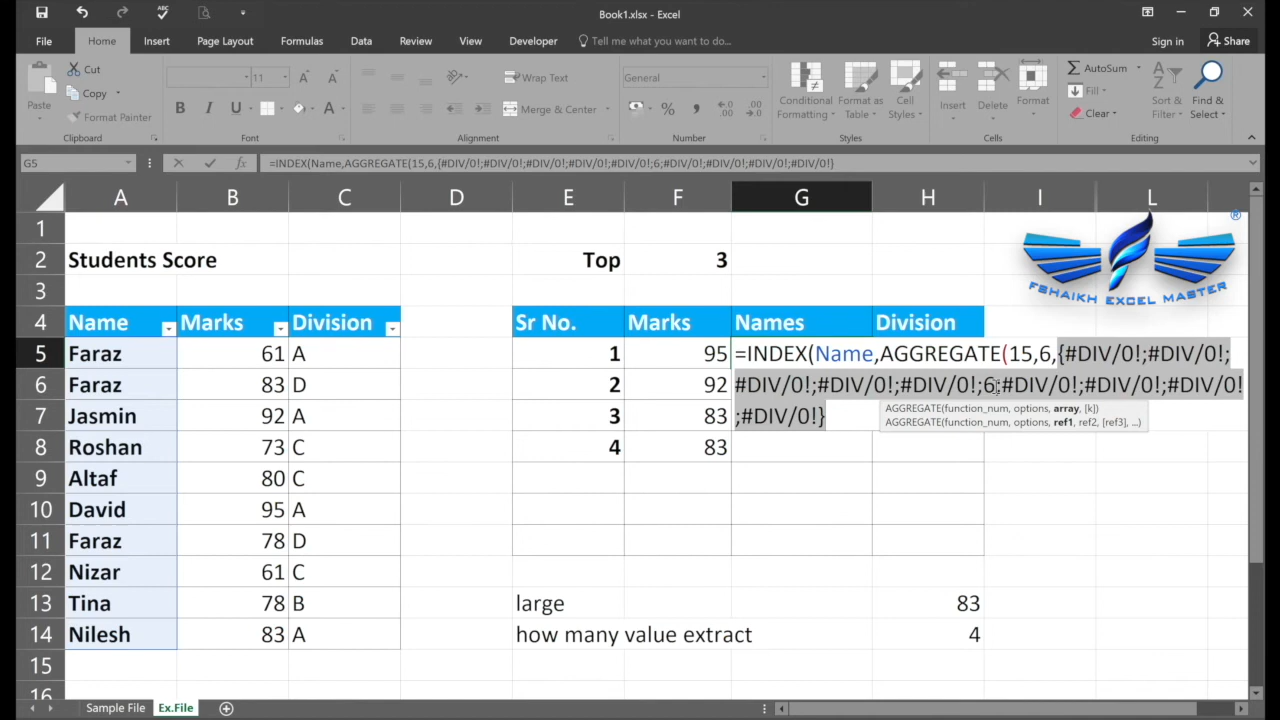 ABC
Book1.xlsx - Excel
File Home Insert Page Layout Formulas Data Review View Developer Tell me what you want to do... Sign in Share
Paste
Cut
Copy
Format Painter
Clipboard
11
B I U
Font
Wrap Text
Merge & Center
Alignment
General
Number
Conditional Formatting
Format as Table
Cell Styles
Styles
Insert
Delete
Format
Cells
AutoSum
Fill
Clear
Sort & Filter
Find & Select
Editing
G5 fx =INDEX(Name,AGGREGATE(15,6,{#DIV/0!;#DIV/0!;#DIV/0!;#DIV/0!;#DIV/0!;6;#DIV/0!;#DIV/0!;#DIV/0!;#DIV/0!}
A B C D E F G H I L
1
2 Students Score Top 3
3
4 Name Marks Division Sr No. Marks Names Division
5 Faraz 61 A 1 95 =INDEX(Name,AGGREGATE(15,6,{#DIV/0!;#DIV/0!;
6 Faraz 83 D 2 92 #DIV/0!;#DIV/0!;#DIV/0!;6;#DIV/0!;#DIV/0!;#DIV/0!
7 Jasmin 92 A 3 83 ;#DIV/0!}
AGGREGATE(function_num, options, array, [k])
AGGREGATE(function_num, options, ref1, ref2, [ref3], ...)
8 Roshan 73 C 4 83
9 Altaf 80 C
10 David 95 A
11 Faraz 78 D
12 Nizar 61 C
13 Tina 78 B large 83
14 Nilesh 83 A how many value extract 4
15
16
FSHAIKH EXCEL MASTER
®
Sample File Ex.File